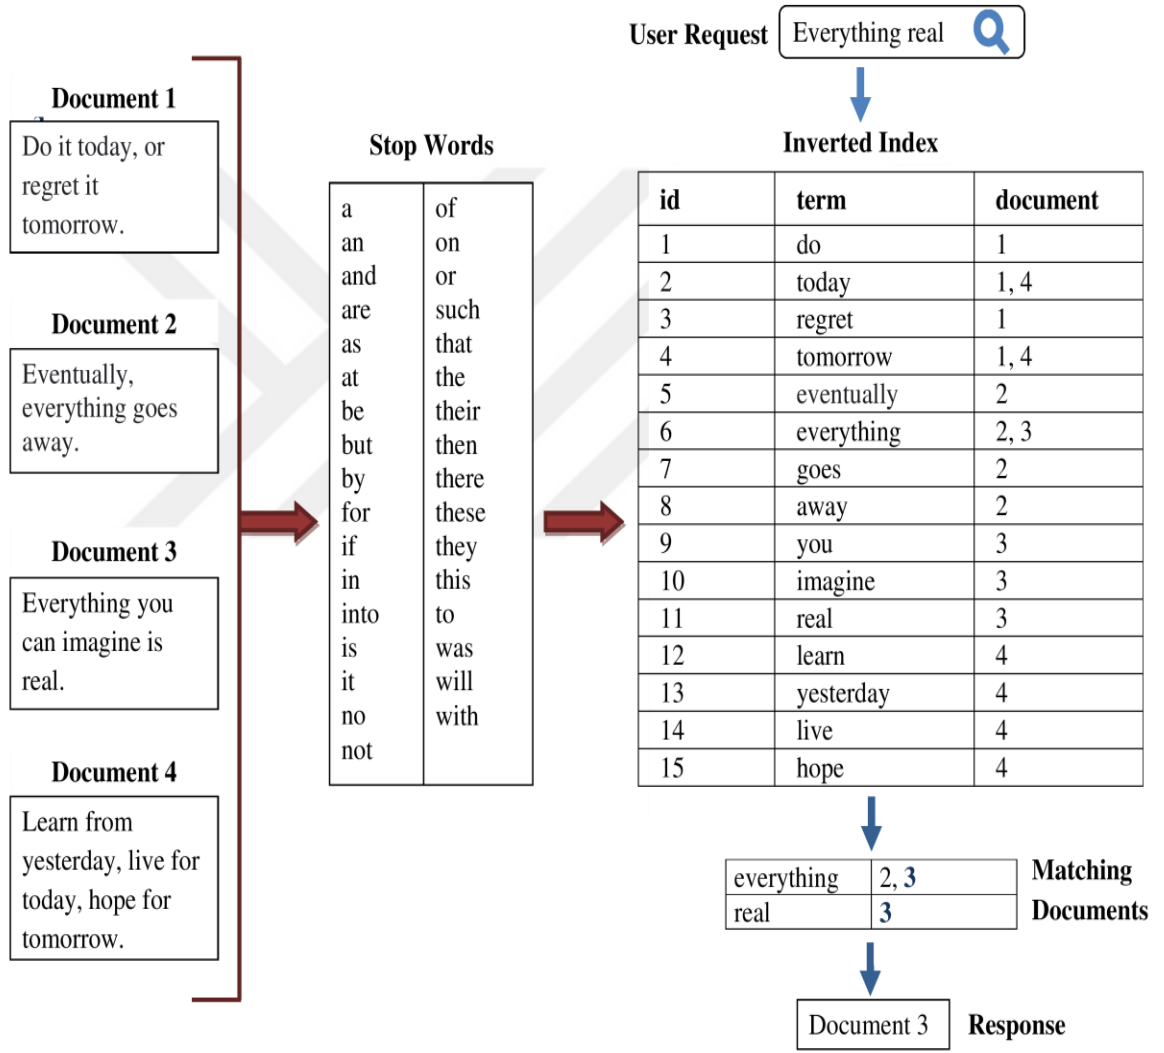 User Request
Everything real
Document 1
Do it today, or
regret it
tomorrow.
Document 2
Eventually,
everything goes
away.
Document 3
Everything you
can imagine is
real.
Document 4
Learn from
yesterday, live for
today, hope for
tomorrow.
Stop Words
a of
an on
and or
are such
as that
at the
be their
but then
by there
for these
if they
in this
into to
is was
it will
no with
not
Inverted Index
id term document
1 do 1
2 today 1, 4
3 regret 1
4 tomorrow 1, 4
5 eventually 2
6 everything 2, 3
7 goes 2
8 away 2
9 you 3
10 imagine 3
11 real 3
12 learn 4
13 yesterday 4
14 live 4
15 hope 4
everything 2, 3
real 3
Matching
Documents
Document 3 Response